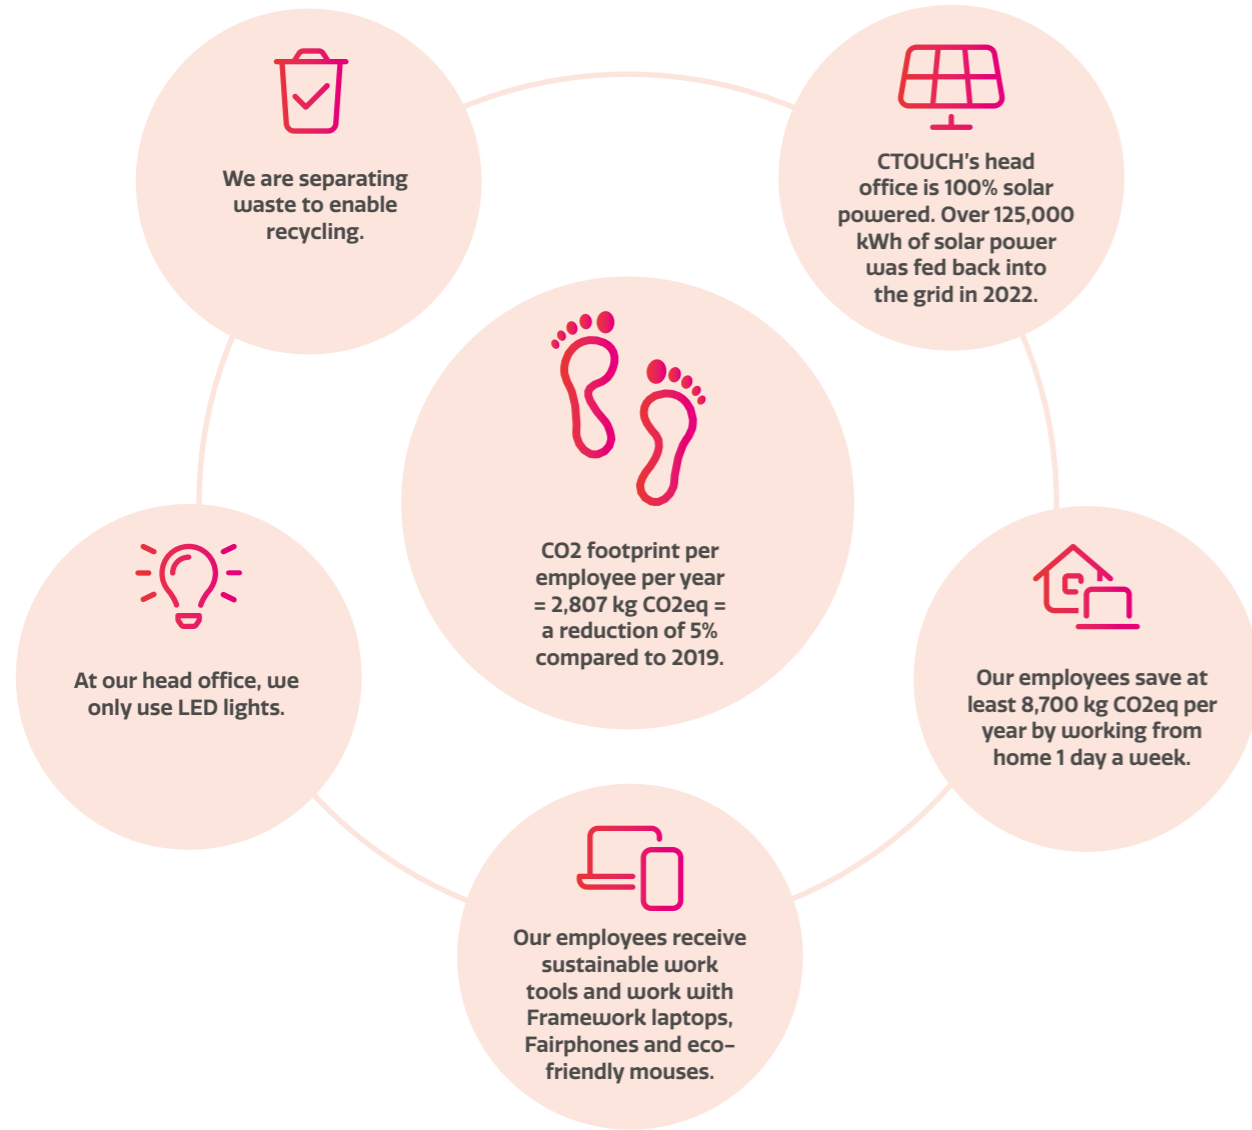 We are separating
waste to enable
recycling.
CTOUCH's head
office is 100% solar
powered. Over 125,000
kWh of solar power
was fed back into
the grid in 2022.
CO2 footprint per
employee per year
= 2,807 kg CO2eq =
a reduction of 5%
compared to 2019.
At our head office, we
only use LED lights.
Our employees save at
least 8,700 kg CO2eq per
year by working from
home 1 day a week.
Our employees receive
sustainable work
tools and work with
Framework laptops,
Fairphones and eco-
friendly mouses.